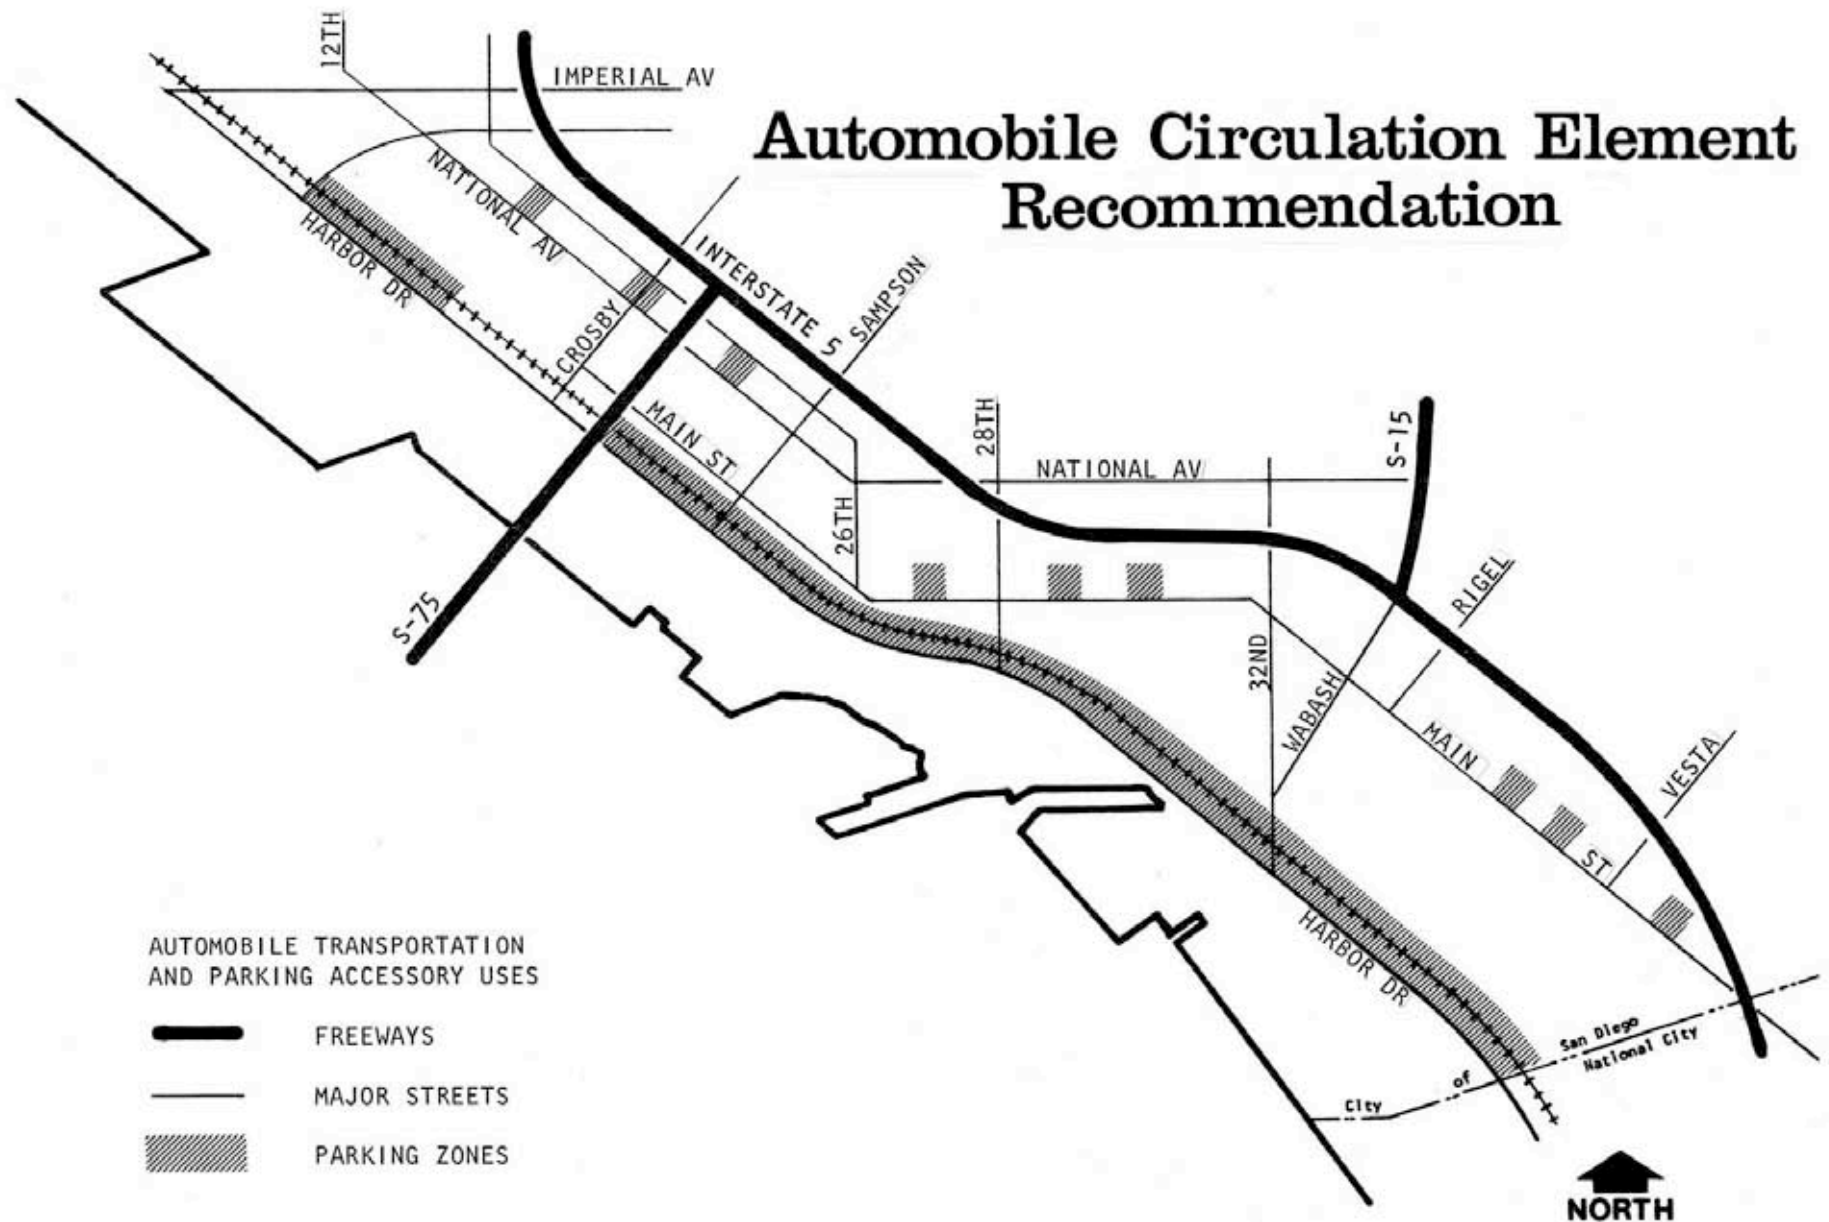 12TH
IMPERIAL AV
Automobile Circulation Element
Recommendation
NATIONAL AV
HARBOR DR
INTERSTATE 5
SAMPSON
CROSBY
MAIN ST
28TH
S-15
NATIONAL AV
26TH
RIGEL
S-75
32ND
WABASH
MAIN ST
VESTA
HARBOR DR
San Diego
City of National City
AUTOMOBILE TRANSPORTATION
AND PARKING ACCESSORY USES
FREEWAYS
MAJOR STREETS
PARKING ZONES
NORTH